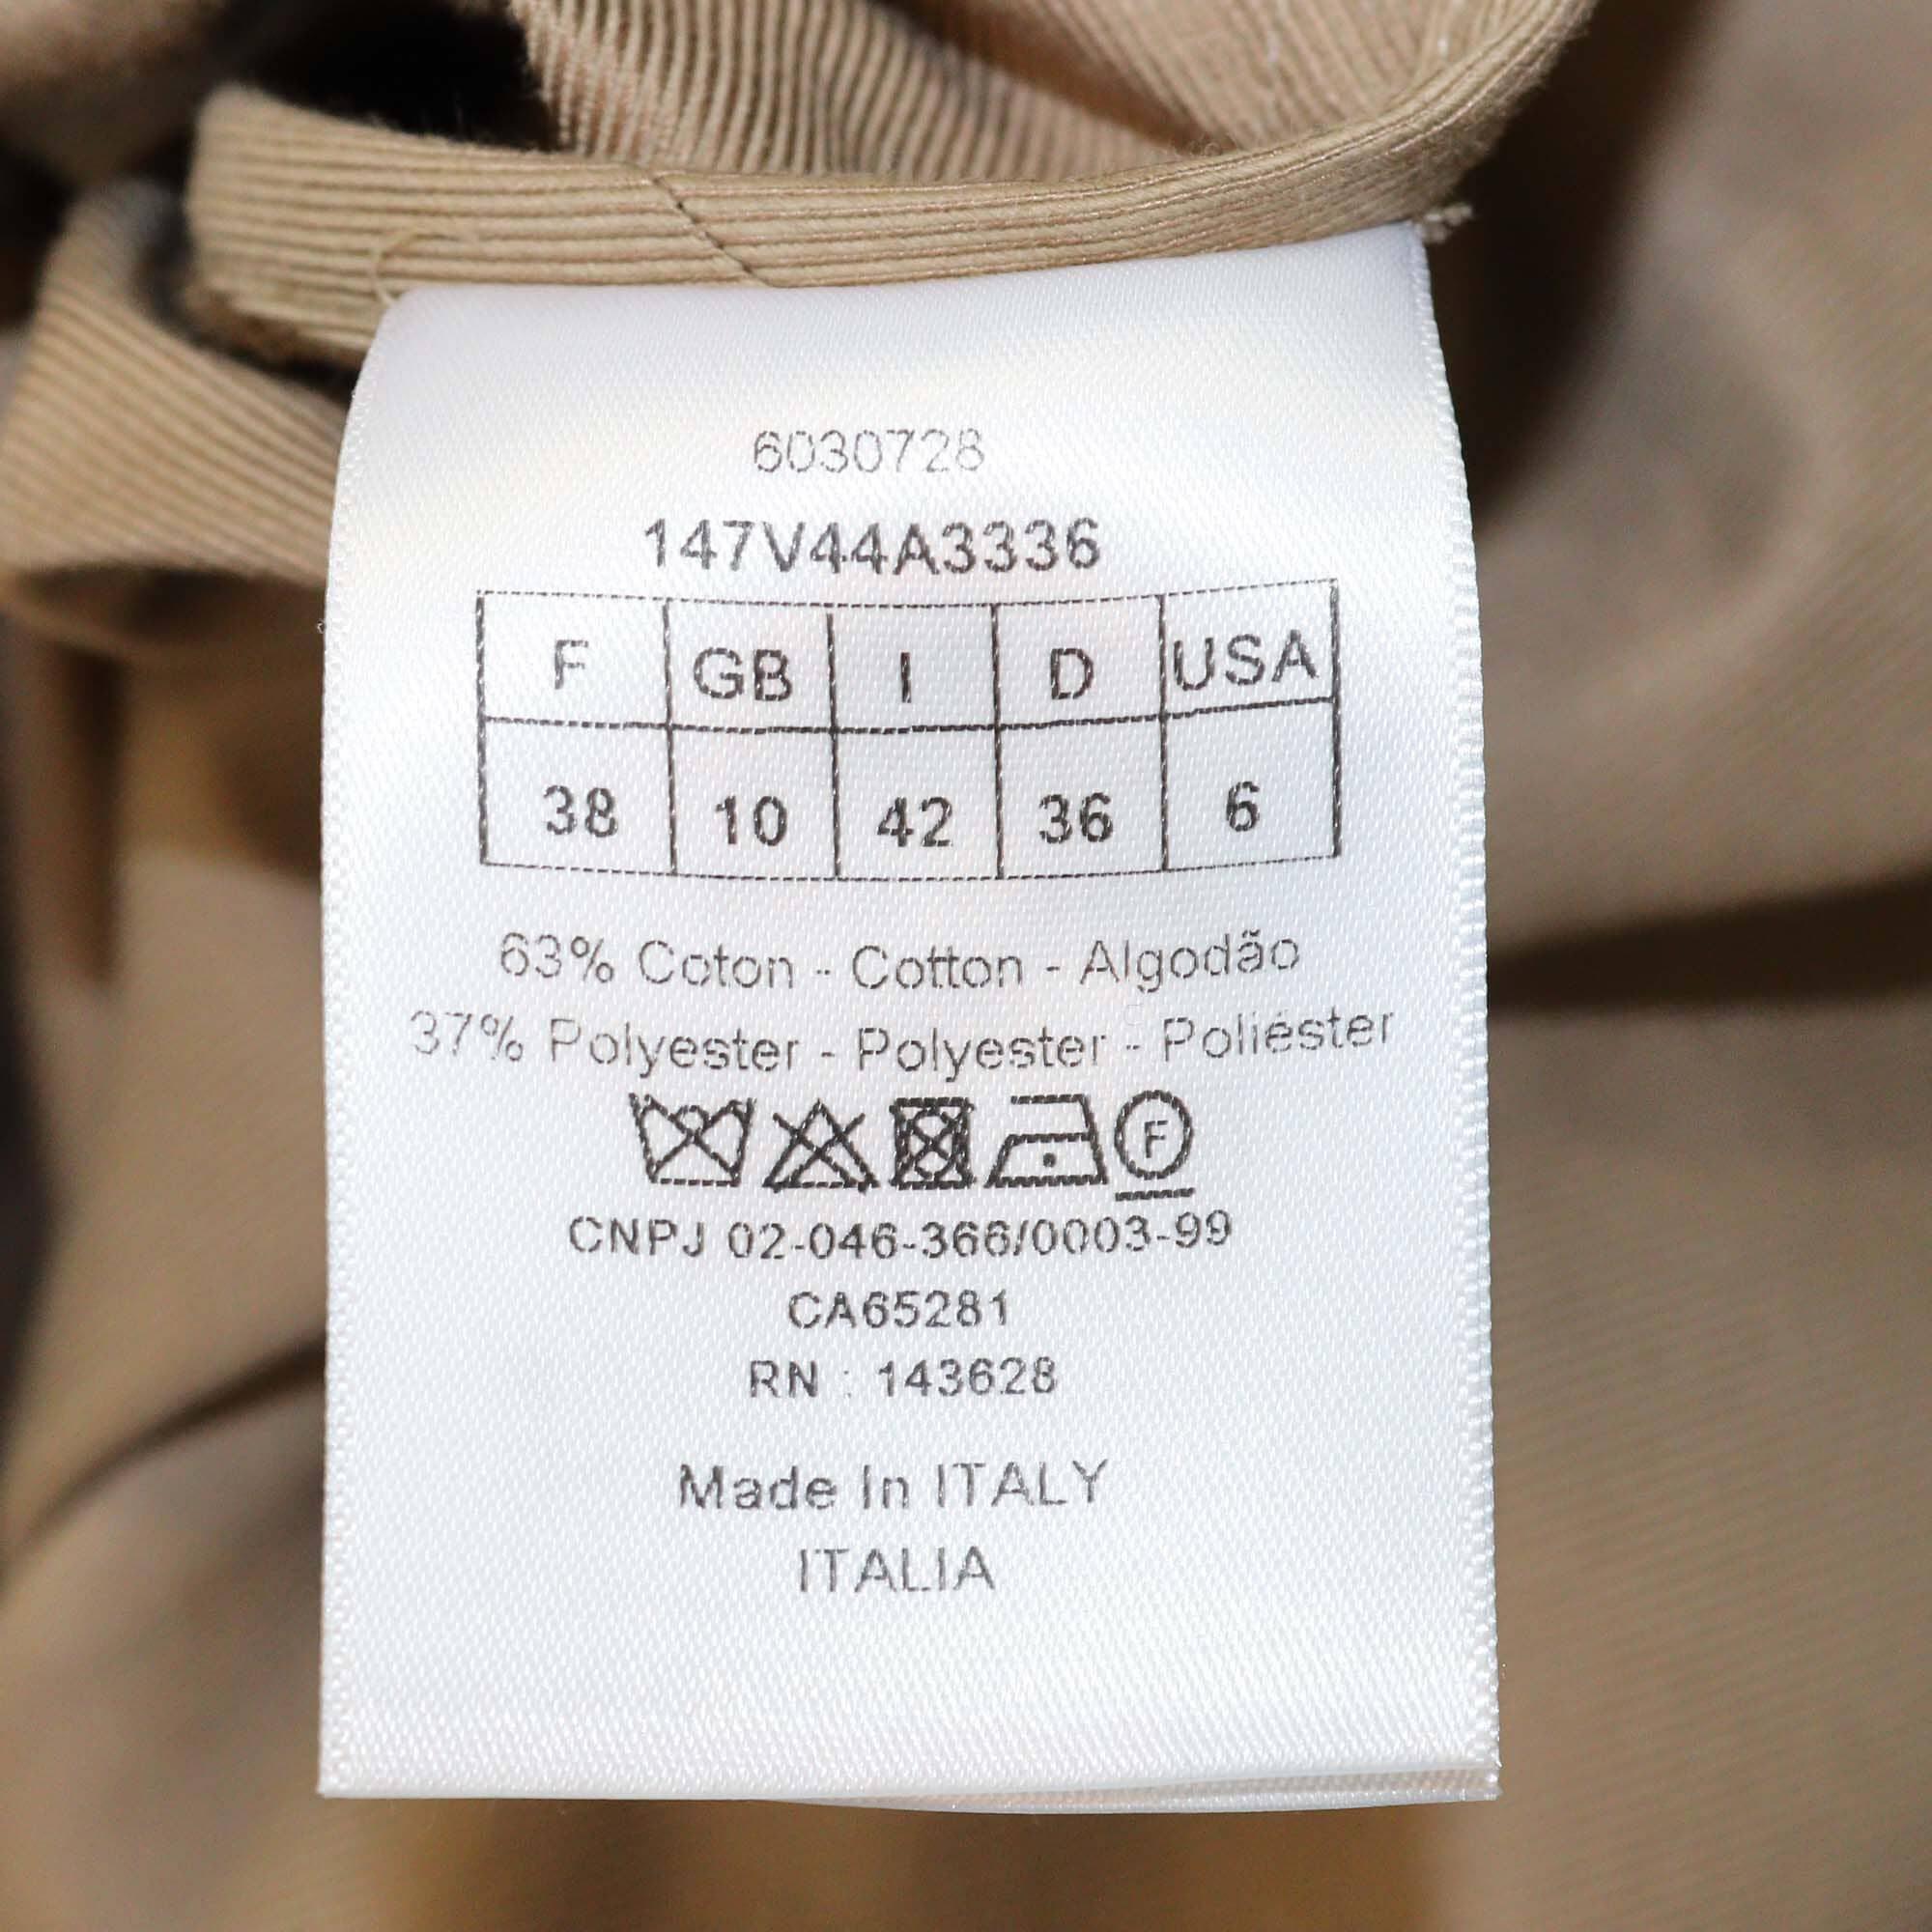 6030728
147V44A3336
F GB I D USA
38 10 42 36 6
63% Coton - Cotton - Algodão
37% Polyester - Polyester - Poliéster
F
CNPJ 02-046-366/0003-99
CA65281
RN : 143628
Made In ITALY
ITALIA